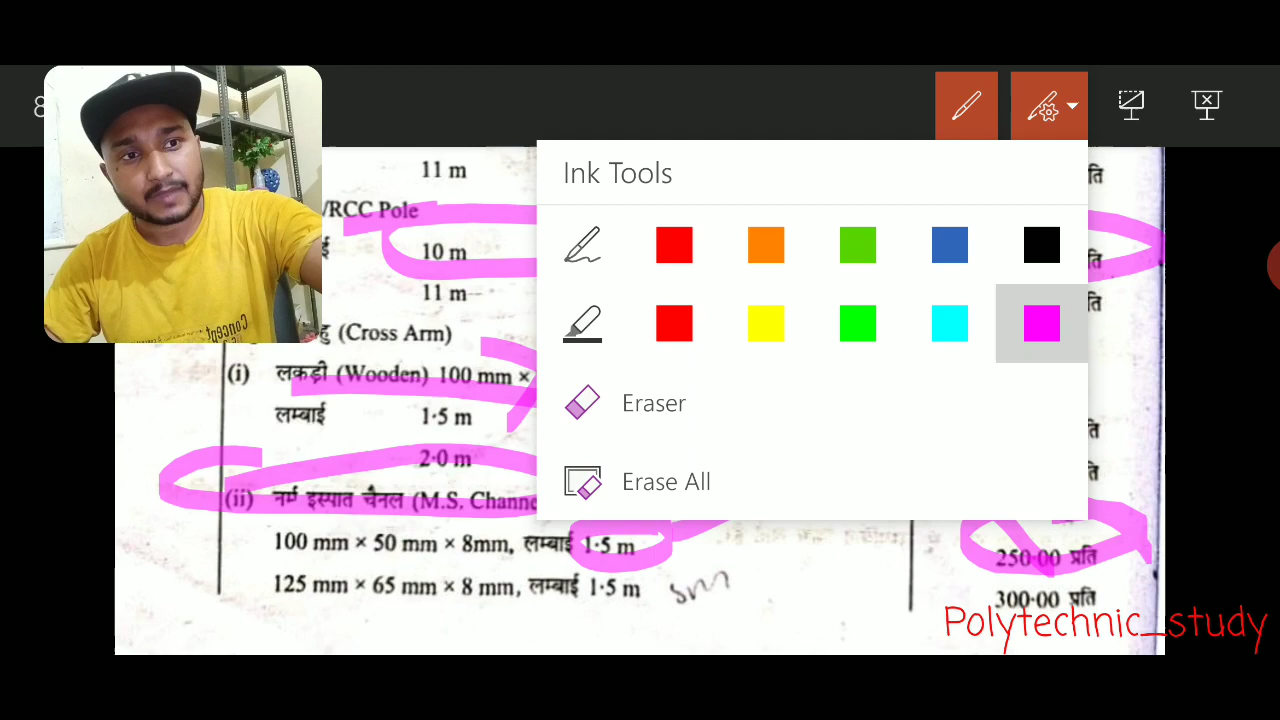 8
Ink Tools
11 m
ति
/RCC Pole
ई 10 m
ति
11 m
ति
हु (Cross Arm)
(i) लकड़ी (Wooden) 100 mm ×
लम्बाई 1·5 m
ति
2·0 m
ति
(ii) नर्म इस्पात चैनल (M.S. Channe
100 mm × 50 mm × 8mm, लम्बाई 1·5 m 250·00 प्रति
125 mm × 65 mm × 8 mm, लम्बाई 1·5 m 300·00 प्रति
Eraser
Erase All
Polytechnic_study